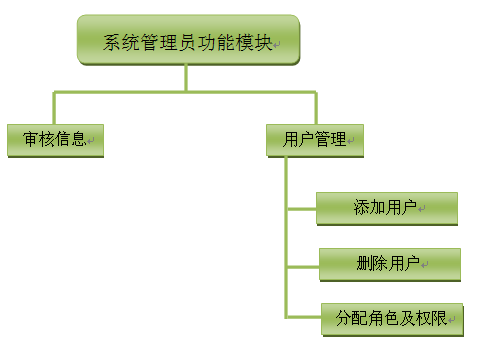 系统管理员功能模块
审核信息
用户管理
添加用户
删除用户
分配角色及权限